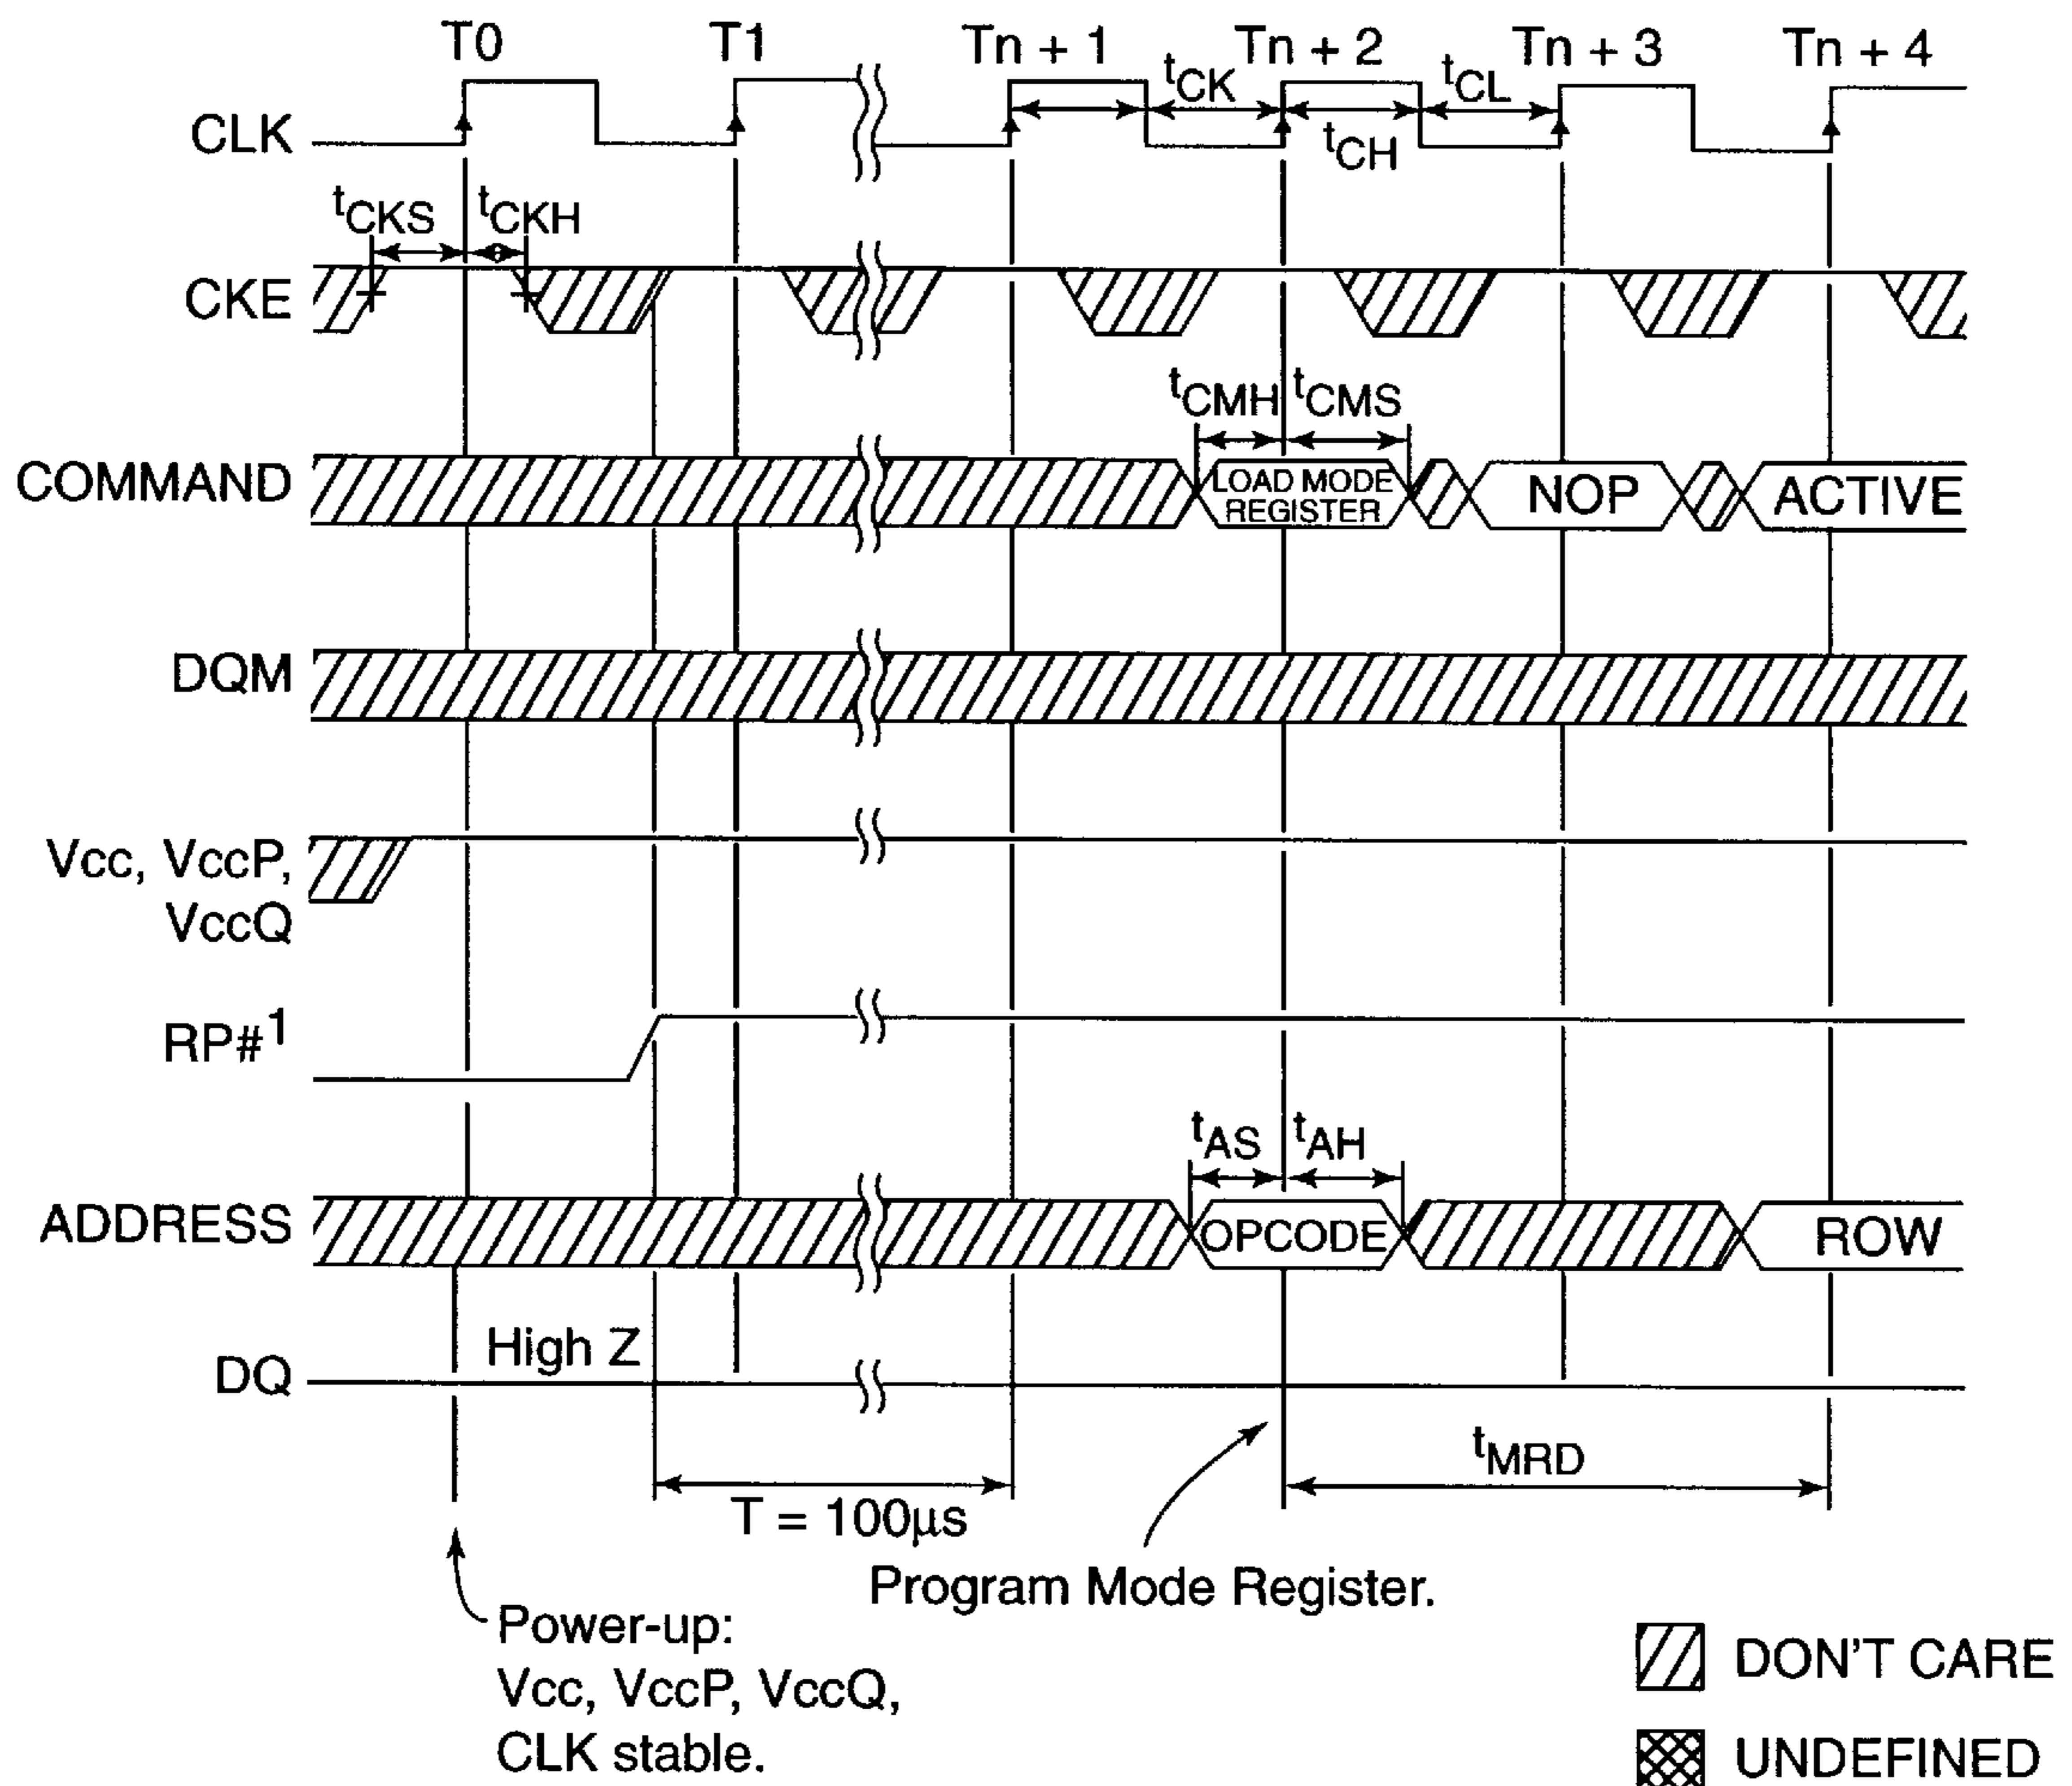 T0 T1 Tn + 1 Tn + 2 Tn + 3 Tn + 4
tCK tCL
CLK
tCH
tCKS tCKH
CKE
tCMH tCMS
COMMAND LOAD MODE REGISTER NOP ACTIVE
DQM
Vcc, VccP,
VccQ
RP#1
tAS tAH
ADDRESS OPCODE ROW
High Z
DQ
tMRD
T = 100µs
Program Mode Register.
Power-up:
Vcc, VccP, VccQ,
CLK stable.
DON'T CARE
UNDEFINED